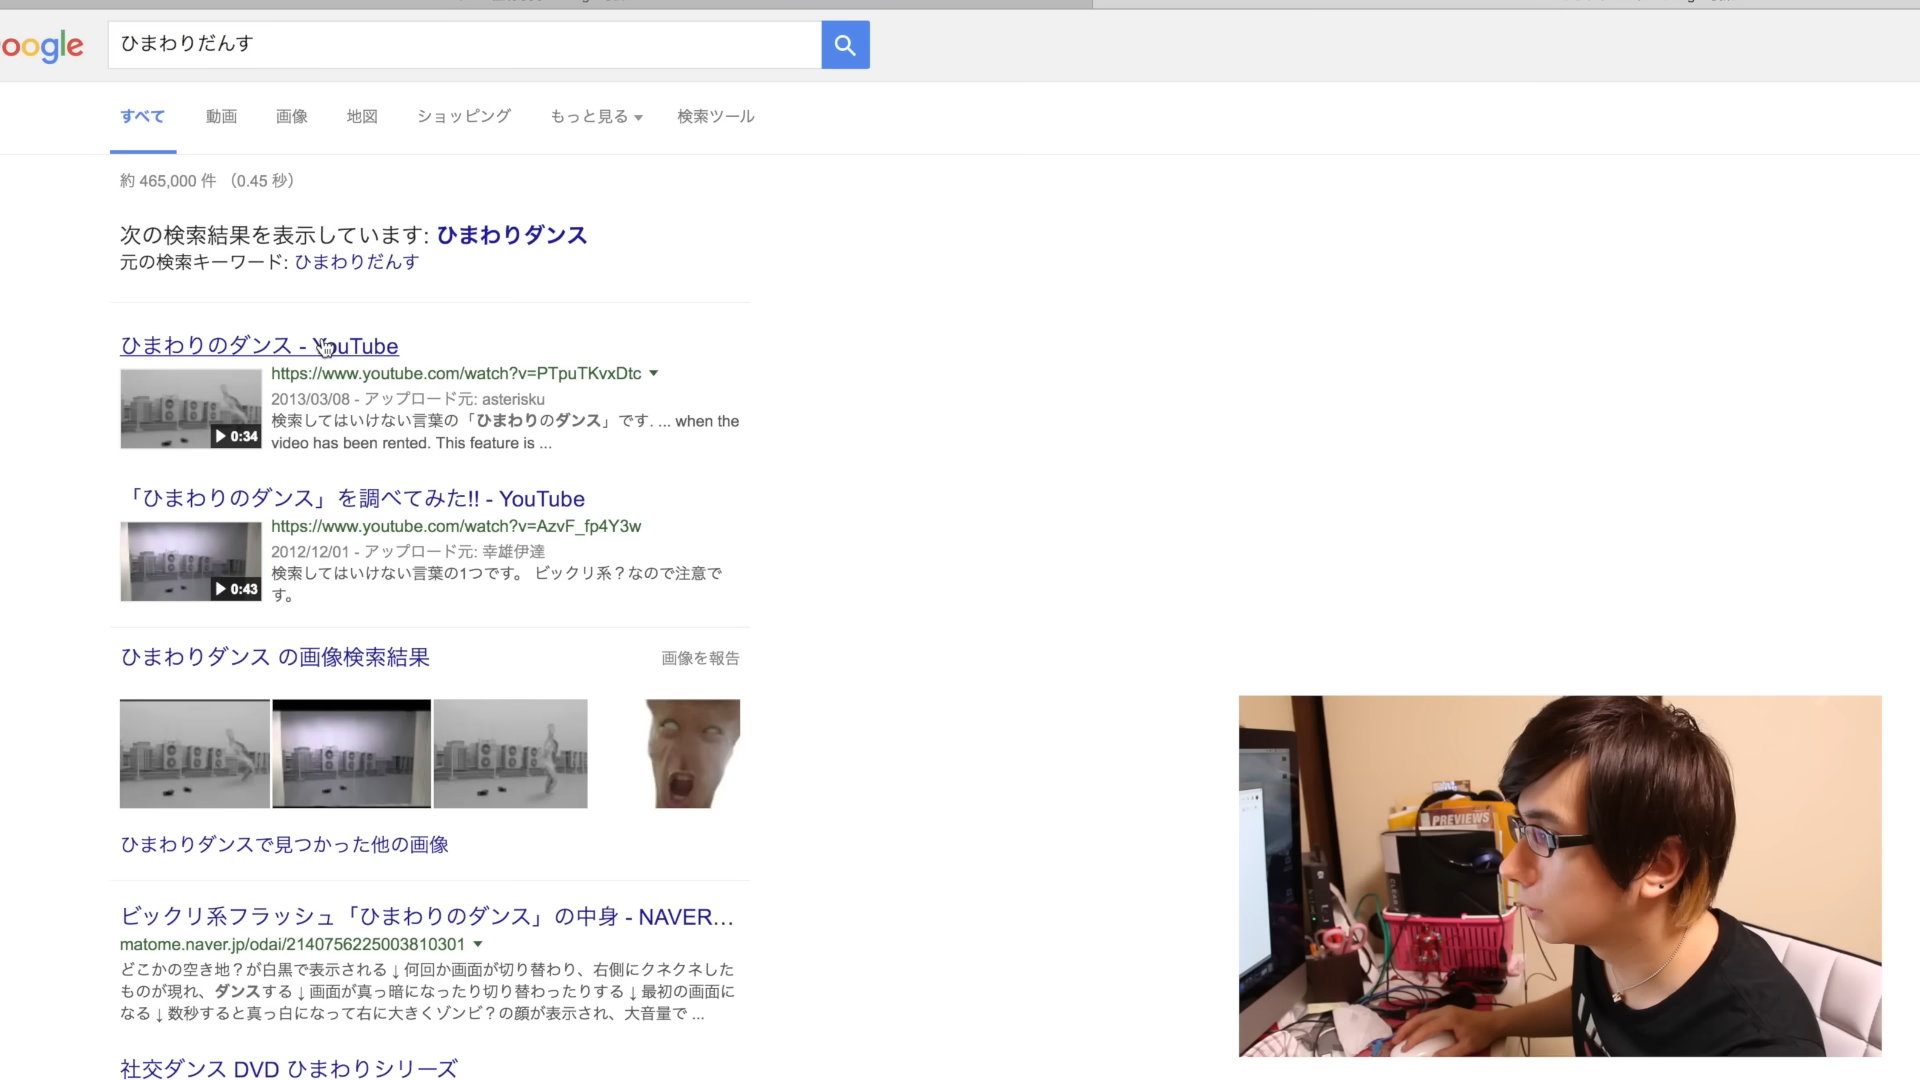 oogle
ひまわりだんす
すべて 動画 画像 地図 ショッピング もっと見る 検索ツール
約 465,000 件 （0.45 秒）
次の検索結果を表示しています: ひまわりダンス
元の検索キーワード: ひまわりだんす
ひまわりのダンス - YouTube
https://www.youtube.com/watch?v=PTpuTKvxDtc
2013/03/08 - アップロード元: asterisku
検索してはいけない言葉の「ひまわりのダンス」です. ... when the
video has been rented. This feature is ...
0:34
「ひまわりのダンス」を調べてみた!! - YouTube
https://www.youtube.com/watch?v=AzvF_fp4Y3w
2012/12/01 - アップロード元: 幸雄伊達
検索してはいけない言葉の1つです。 ビックリ系？なので注意で
す。
0:43
ひまわりダンス の画像検索結果
画像を報告
ひまわりダンスで見つかった他の画像
ビックリ系フラッシュ「ひまわりのダンス」の中身 - NAVER...
matome.naver.jp/odai/2140756225003810301
どこかの空き地？が白黒で表示される ↓ 何回か画面が切り替わり、右側にクネクネした
ものが現れ、ダンスする ↓ 画面が真っ暗になったり切り替わったりする ↓ 最初の画面に
なる ↓ 数秒すると真っ白になって右に大きくゾンビ？の顔が表示され、大音量で ...
社交ダンス DVD ひまわりシリーズ
PREVIEWS